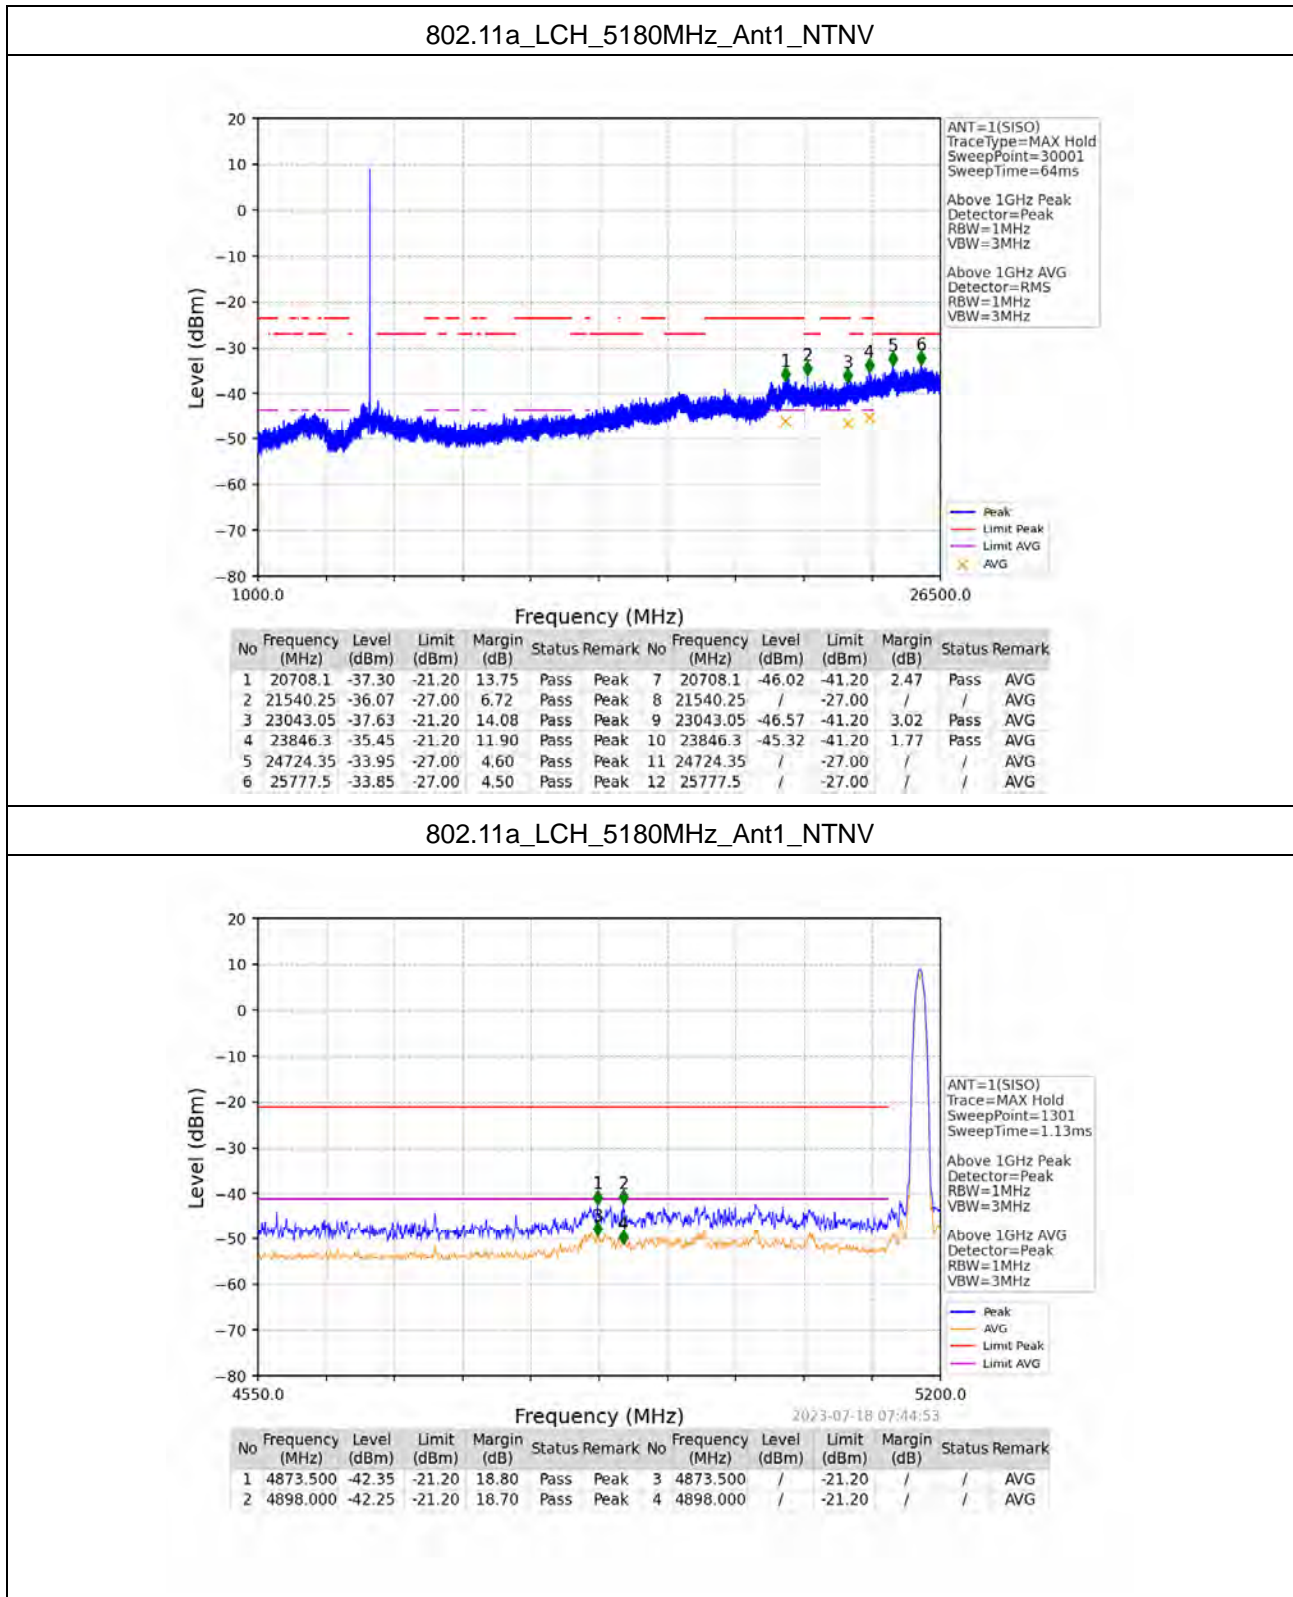 802.11a_LCH_5180MHz_Ant1_NTNV
20
10
0
−10
−20
−30
−40
−50
−60
−70
−80
Level (dBm)
1 2 3 4 5 6
1000.0 26500.0
Frequency (MHz)
ANT=1(SISO)
TraceType=MAX Hold
SweepPoint=30001
SweepTime=64ms
Above 1GHz Peak
Detector=Peak
RBW=1MHz
VBW=3MHz
Above 1GHz AVG
Detector=RMS
RBW=1MHz
VBW=3MHz
Peak
Limit Peak
Limit AVG
AVG
No Frequency (MHz) Level (dBm) Limit (dBm) Margin (dB) Status Remark No Frequency (MHz) Level (dBm) Limit (dBm) Margin (dB) Status Remark
1 20708.1 -37.30 -21.20 13.75 Pass Peak 7 20708.1 -46.02 -41.20 2.47 Pass AVG
2 21540.25 -36.07 -27.00 6.72 Pass Peak 8 21540.25 / -27.00 / / AVG
3 23043.05 -37.63 -21.20 14.08 Pass Peak 9 23043.05 -46.57 -41.20 3.02 Pass AVG
4 23846.3 -35.45 -21.20 11.90 Pass Peak 10 23846.3 -45.32 -41.20 1.77 Pass AVG
5 24724.35 -33.95 -27.00 4.60 Pass Peak 11 24724.35 / -27.00 / / AVG
6 25777.5 -33.85 -27.00 4.50 Pass Peak 12 25777.5 / -27.00 / / AVG
802.11a_LCH_5180MHz_Ant1_NTNV
20
10
0
−10
−20
−30
−40
−50
−60
−70
−80
Level (dBm)
1 2
3 4
4550.0 5200.0
Frequency (MHz)
2023-07-18 07:44:53
ANT=1(SISO)
Trace=MAX Hold
SweepPoint=1301
SweepTime=1.13ms
Above 1GHz Peak
Detector=Peak
RBW=1MHz
VBW=3MHz
Above 1GHz AVG
Detector=Peak
RBW=1MHz
VBW=3MHz
Peak
AVG
Limit Peak
Limit AVG
No Frequency (MHz) Level (dBm) Limit (dBm) Margin (dB) Status Remark No Frequency (MHz) Level (dBm) Limit (dBm) Margin (dB) Status Remark
1 4873.500 -42.35 -21.20 18.80 Pass Peak 3 4873.500 / -21.20 / / AVG
2 4898.000 -42.25 -21.20 18.70 Pass Peak 4 4898.000 / -21.20 / / AVG